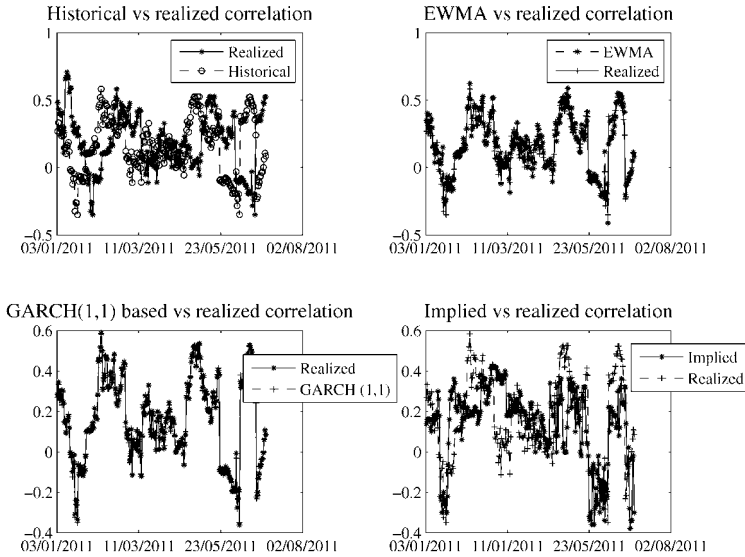 Historical vs realized correlation
1
0.5
0
−0.5
03/01/2011 11/03/2011 23/05/2011 02/08/2011
Realized
Historical
EWMA vs realized correlation
1
0.5
0
−0.5
03/01/2011 11/03/2011 23/05/2011 02/08/2011
EWMA
Realized
GARCH(1,1) based vs realized correlation
0.6
0.4
0.2
0
−0.2
−0.4
03/01/2011 11/03/2011 23/05/2011 02/08/2011
Realized
GARCH (1,1)
Implied vs realized correlation
0.6
0.4
0.2
0
−0.2
−0.4
03/01/2011 11/03/2011 23/05/2011 02/08/2011
Implied
Realized